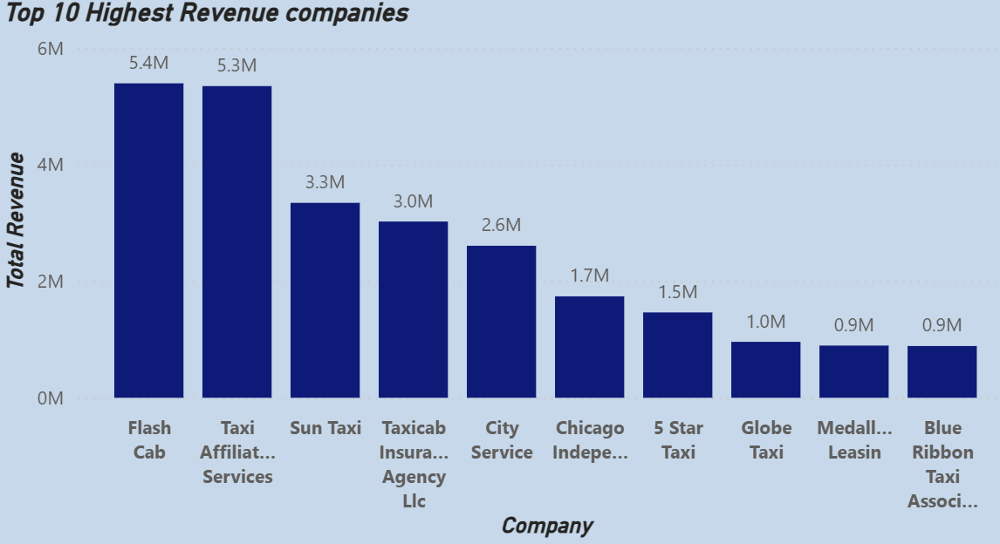 Top 10 Highest Revenue companies
Total Revenue
6M
4M
2M
0M
5.4M
5.3M
3.3M
3.0M
2.6M
1.7M
1.5M
1.0M
0.9M
0.9M
Flash
Cab
Taxi
Affiliat...
Services
Sun Taxi
Taxicab
Insura...
Agency
Llc
City
Service
Chicago
Indepe...
5 Star
Taxi
Globe
Taxi
Medall...
Leasin
Blue
Ribbon
Taxi
Associ...
Company